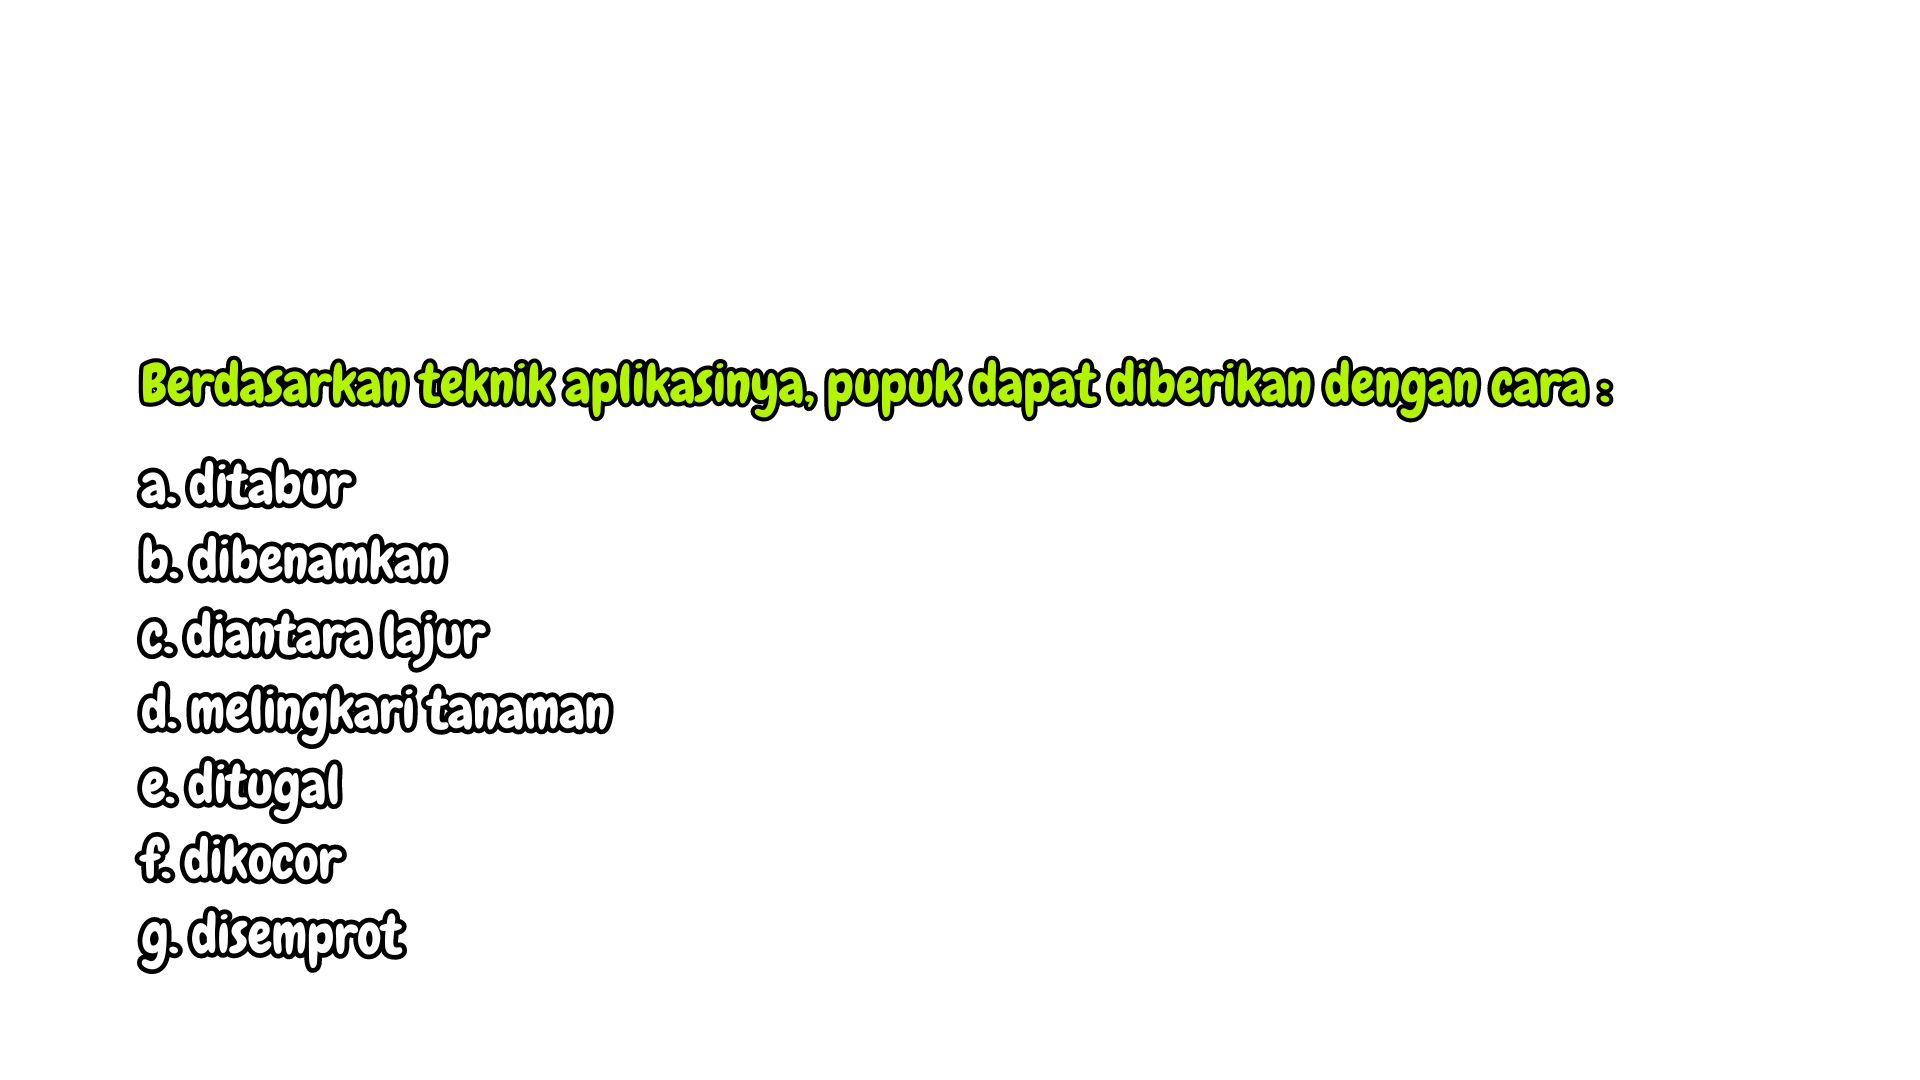 Berdasarkan teknik aplikasinya, pupuk dapat diberikan dengan cara :
a. ditabur
b. dibenamkan
c. diantara lajur
d. melingkari tanaman
e. ditugal
f. dikocor
g. disemprot